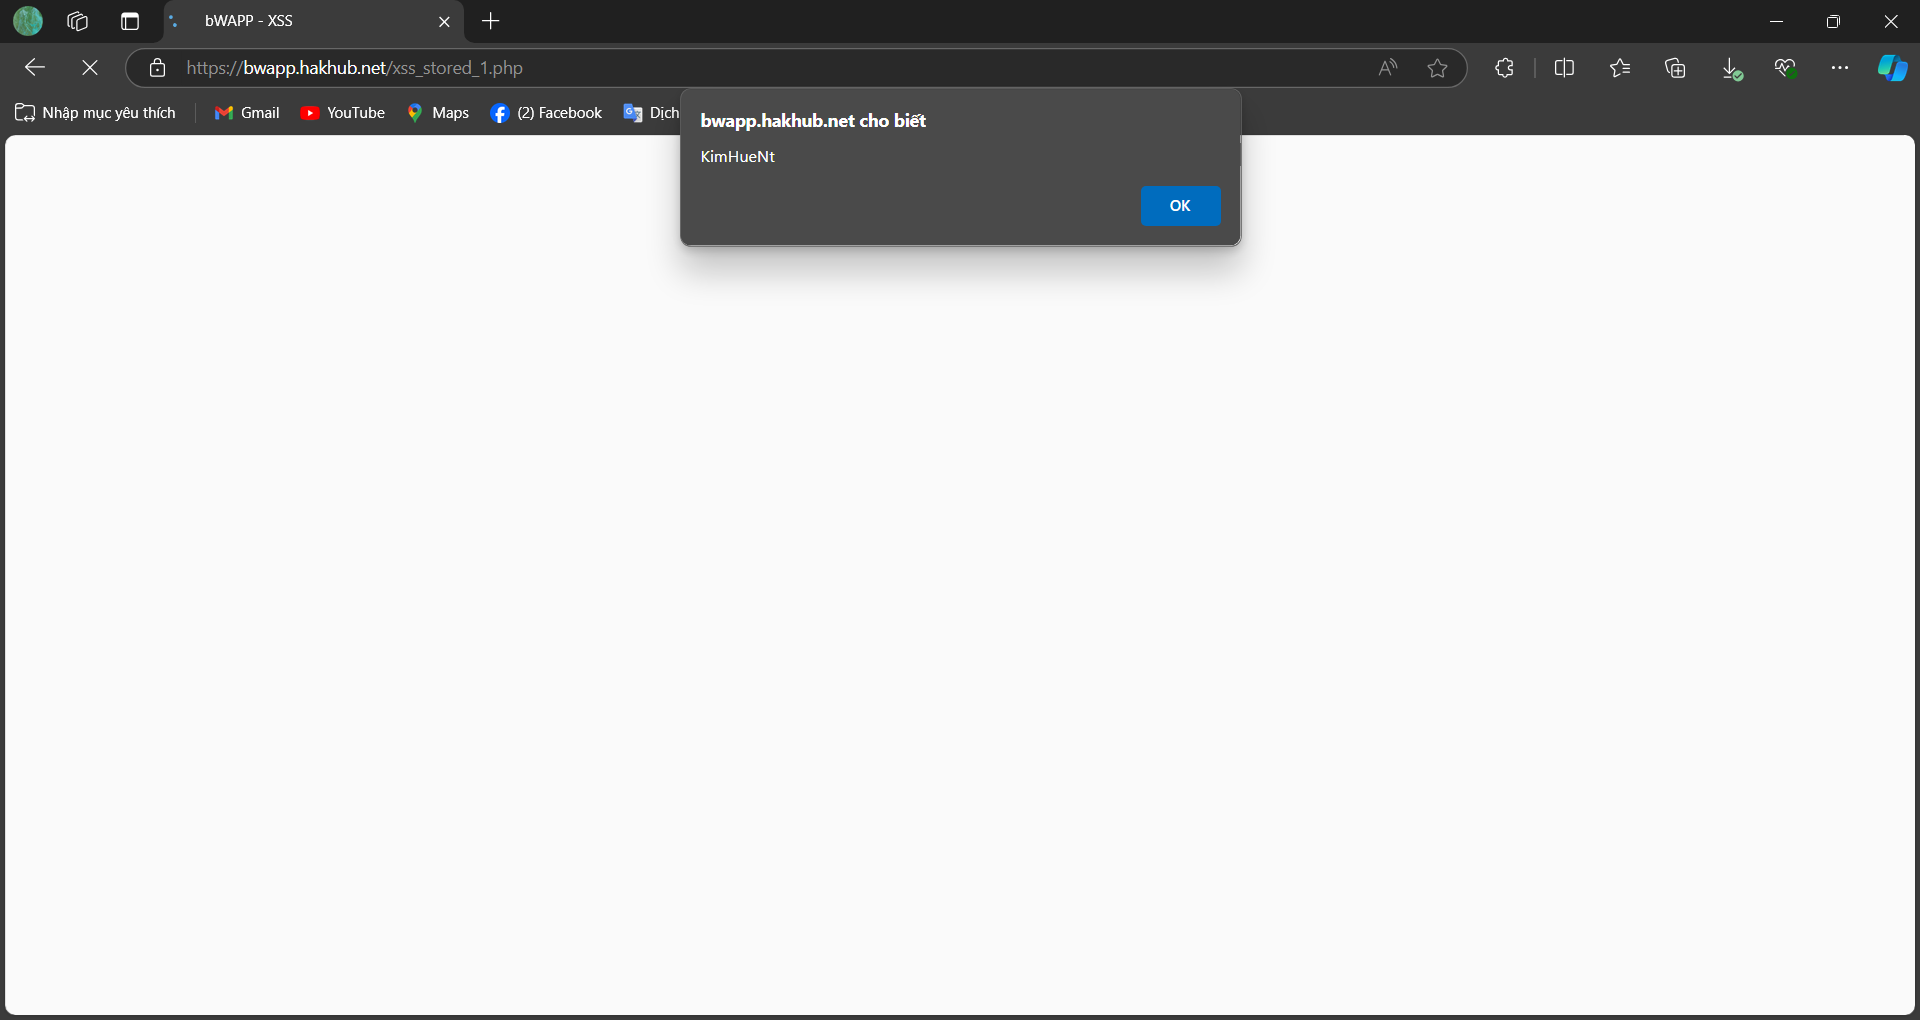 bWAPP - XSS
https://bwapp.hakhub.net/xss_stored_1.php
Nhập mục yêu thích Gmail YouTube Maps (2) Facebook Dịch
bwapp.hakhub.net cho biết
KimHueNt
OK